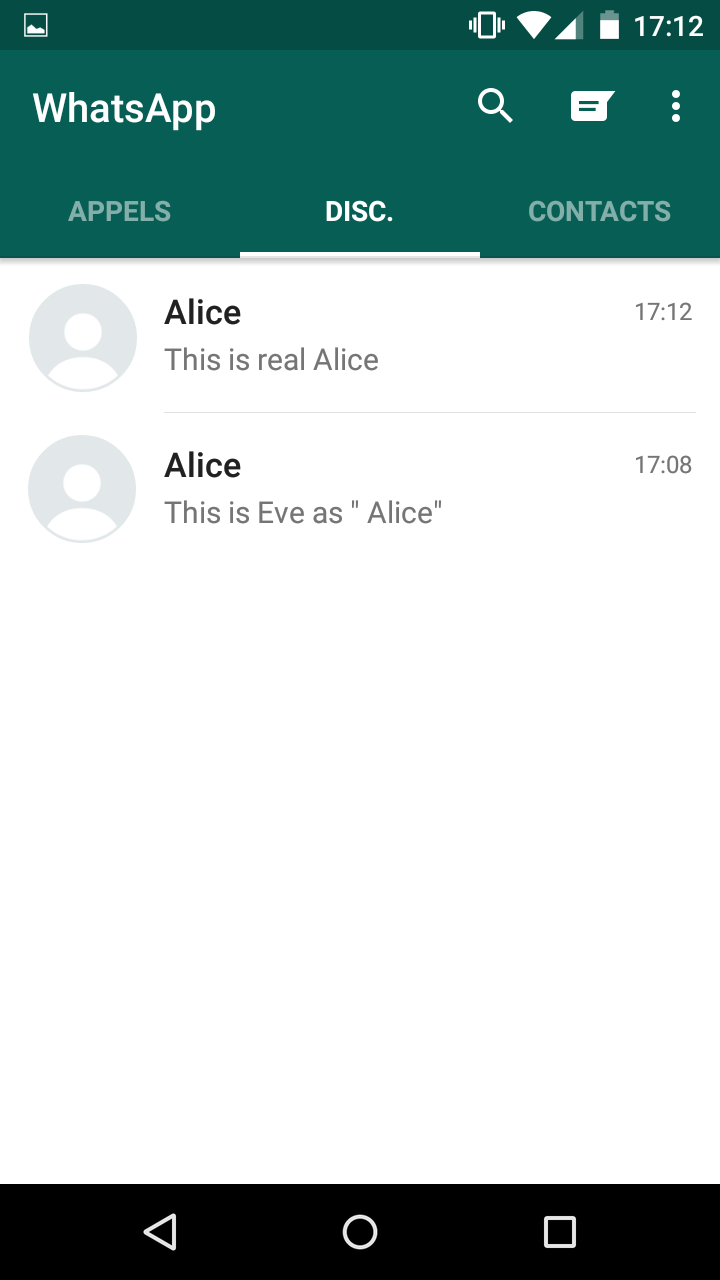 17:12
WhatsApp
APPELS DISC. CONTACTS
Alice 17:12
This is real Alice
Alice 17:08
This is Eve as " Alice"